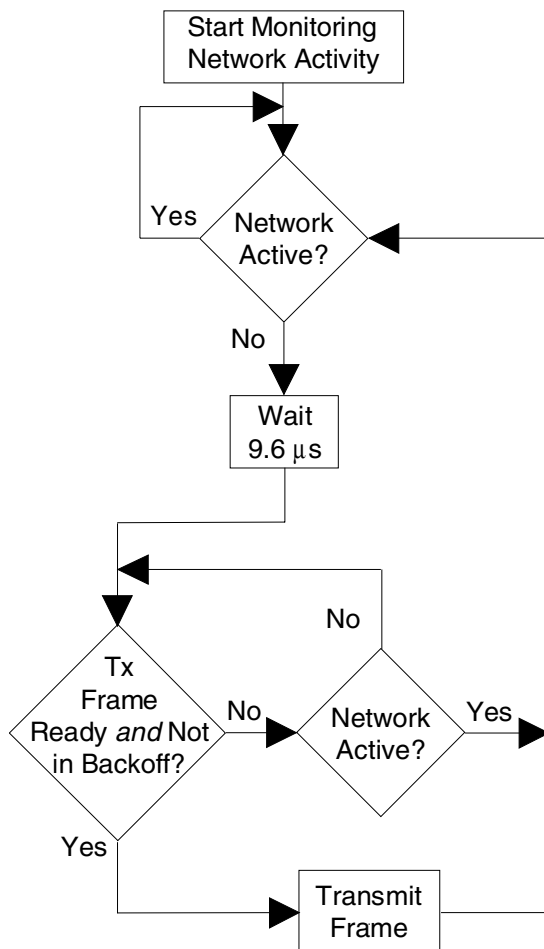 Start Monitoring
Network Activity
Yes
Network
Active?
No
Wait
9.6 μs
No
Tx
Frame
Ready and Not
in Backoff?
No
Network
Active?
Yes
Yes
Transmit
Frame